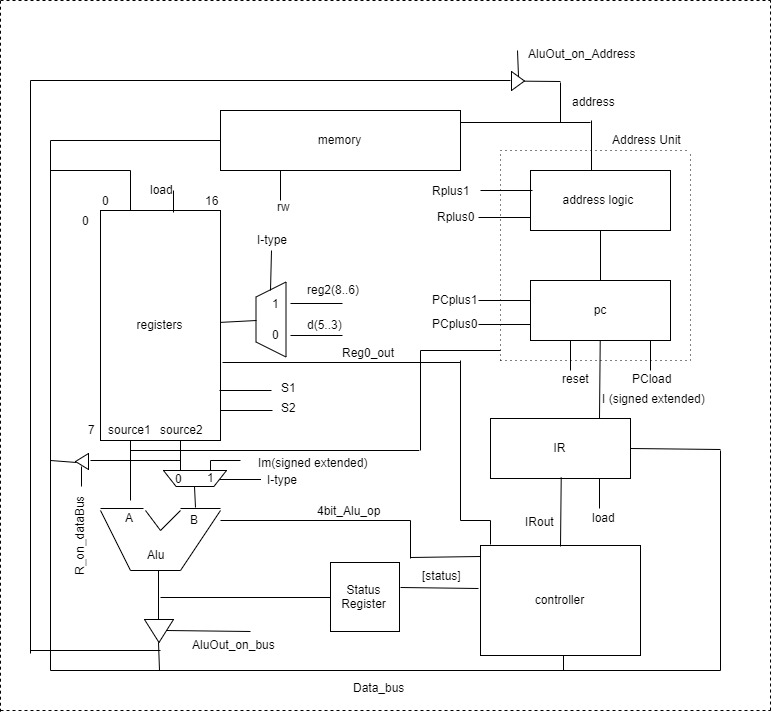 AluOut_on_Address
address
memory
Address Unit
rw
0
load
16
0
Rplus1
Rplus0
address logic
I-type
reg2(8..6)
1
d(5..3)
0
registers
PCplus1
PCplus0
pc
Reg0_out
reset
PCload
S1
S2
I (signed extended)
7
source1
source2
IR
Im(signed extended)
0
1
I-type
load
IRout
R_on_dataBus
A
B
4bit_Alu_op
Alu
[status]
Status
Register
controller
AluOut_on_bus
Data_bus